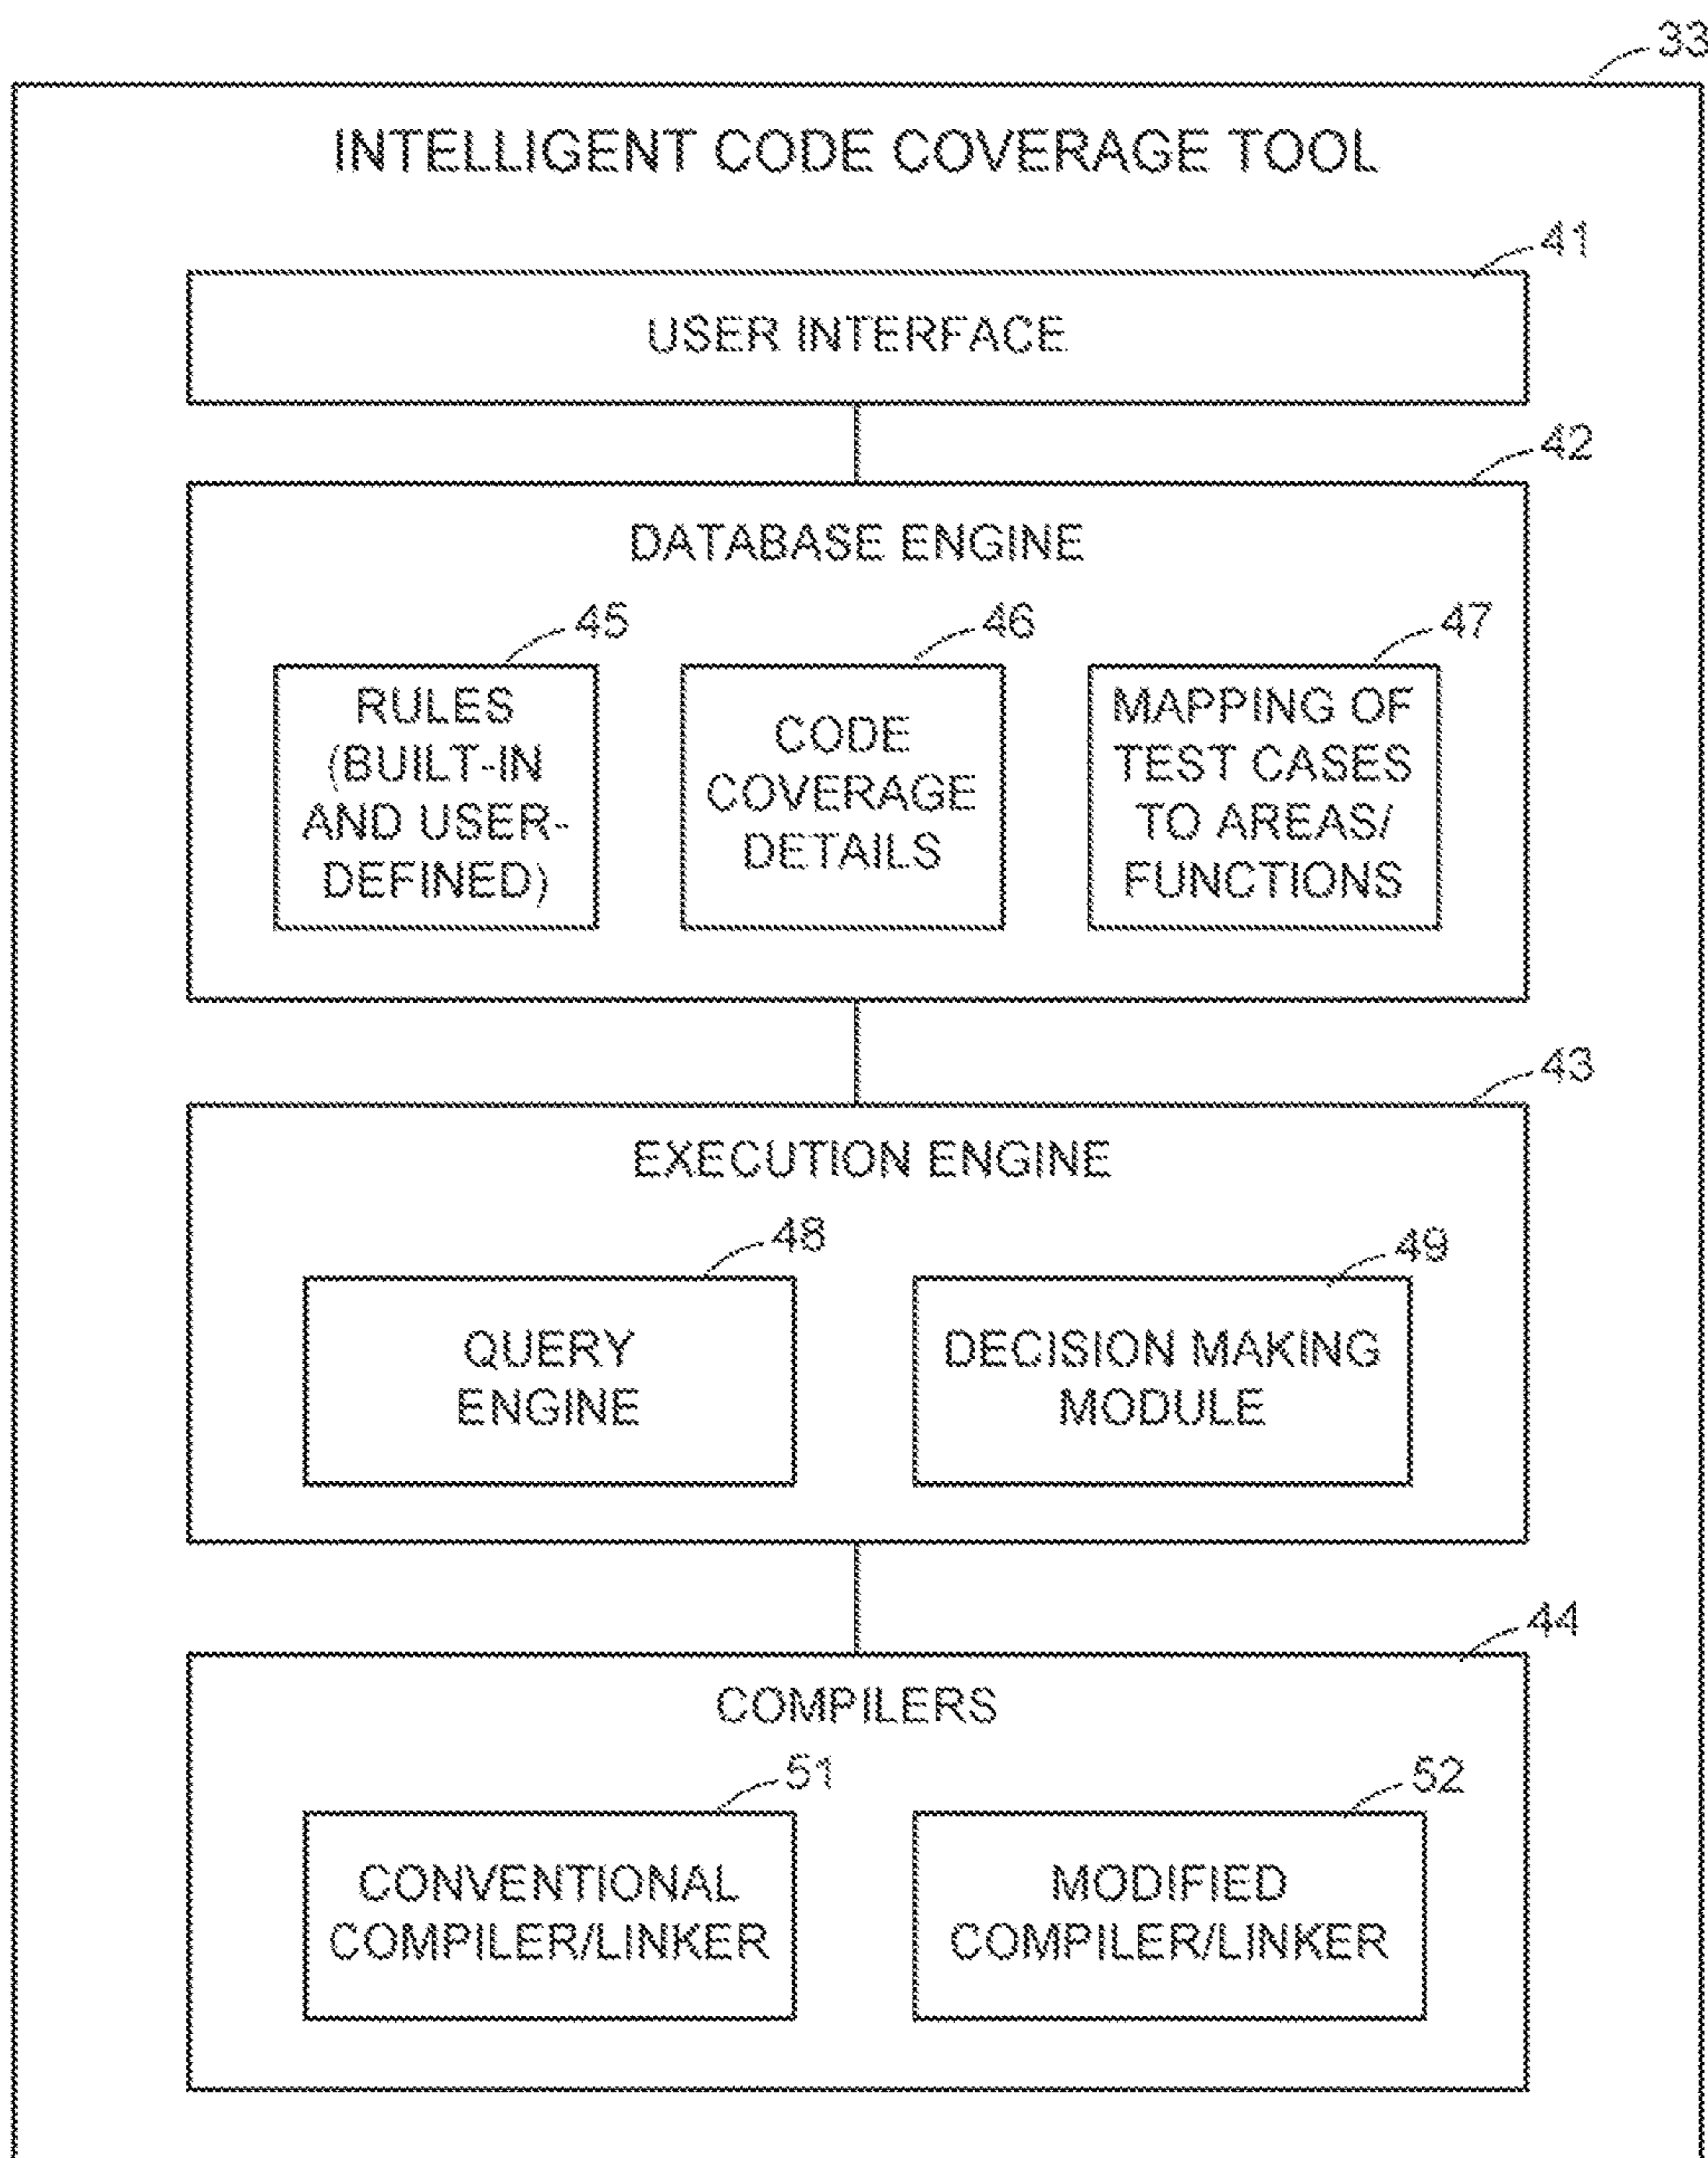 33
INTELLIGENT CODE COVERAGE TOOL
41
USER INTERFACE
42
DATABASE ENGINE
45
RULES
(BUILT-IN
AND USER-
DEFINED)
46
CODE
COVERAGE
DETAILS
47
MAPPING OF
TEST CASES
TO AREAS/
FUNCTIONS
43
EXECUTION ENGINE
48
QUERY
ENGINE
49
DECISION MAKING
MODULE
44
COMPILERS
51
CONVENTIONAL
COMPILER/LINKER
52
MODIFIED
COMPILER/LINKER